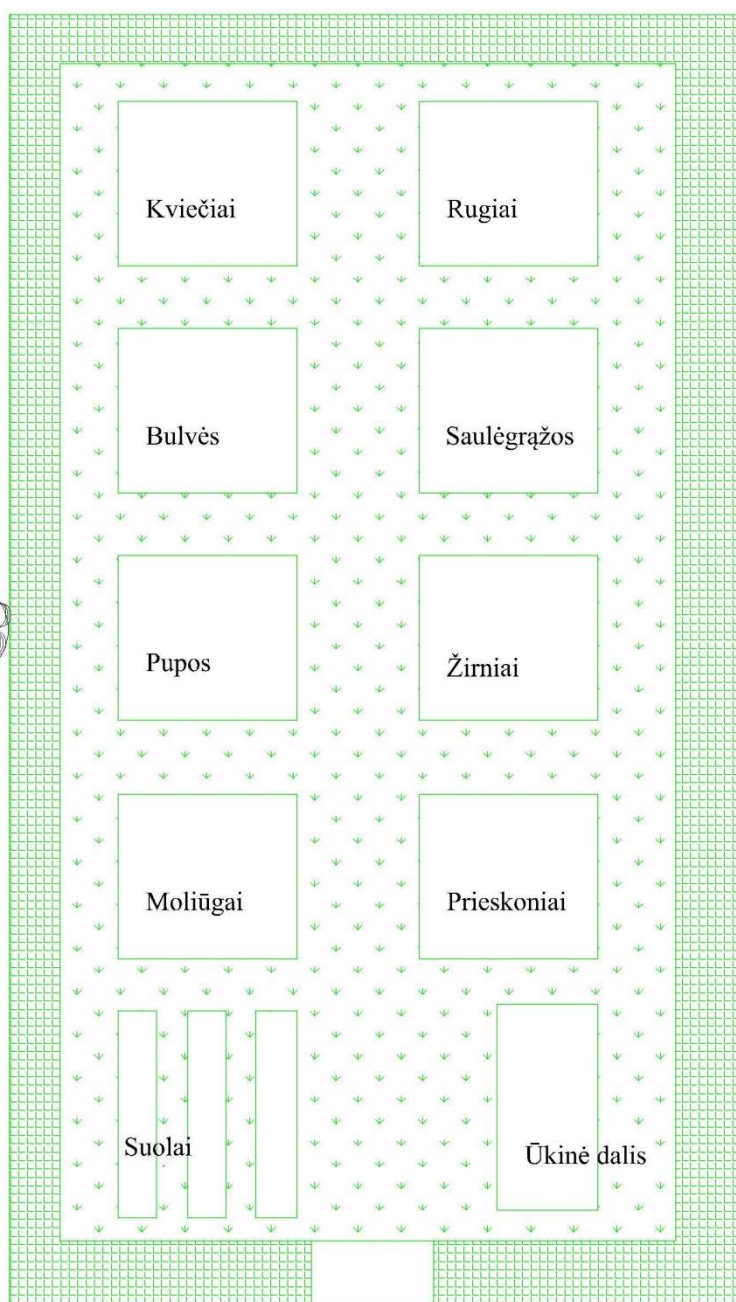 Kviečiai
Rugiai
Bulvės
Saulėgrąžos
Pupos
Žirniai
Moliūgai
Prieskoniai
Suolai
Ūkinė dalis